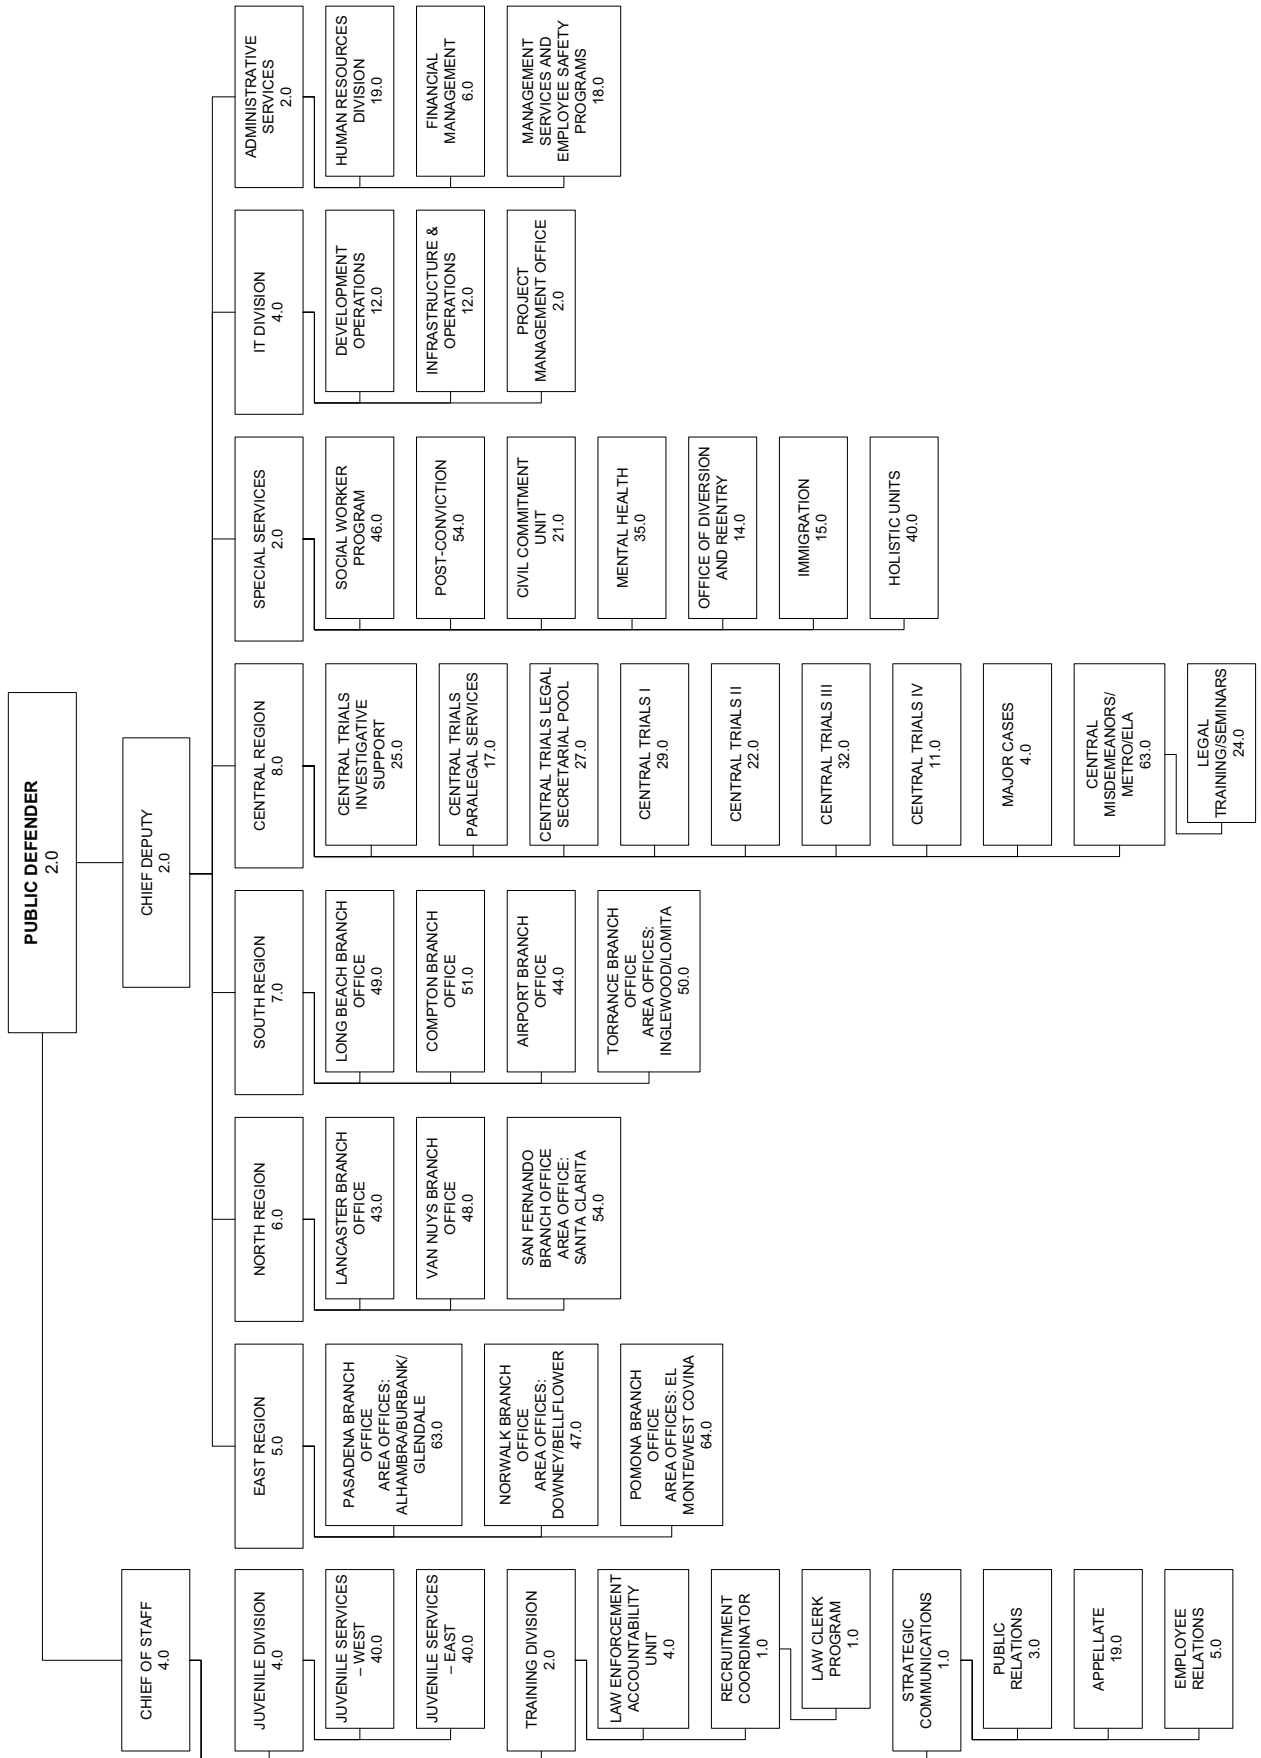 PUBLIC DEFENDER
2.0
CHIEF OF STAFF
4.0
CHIEF DEPUTY
2.0
JUVENILE DIVISION
4.0
JUVENILE SERVICES
– WEST
40.0
JUVENILE SERVICES
– EAST
40.0
TRAINING DIVISION
2.0
LAW ENFORCEMENT
ACCOUNTABILITY
UNIT
4.0
RECRUITMENT
COORDINATOR
1.0
LAW CLERK
PROGRAM
1.0
STRATEGIC
COMMUNICATIONS
1.0
PUBLIC
RELATIONS
3.0
APPELLATE
19.0
EMPLOYEE
RELATIONS
5.0
EAST REGION
5.0
PASADENA BRANCH
OFFICE
AREA OFFICES:
ALHAMBRA/BURBANK/
GLENDALE
63.0
NORWALK BRANCH
OFFICE
AREA OFFICES:
DOWNEY/BELLFLOWER
47.0
POMONA BRANCH
OFFICE
AREA OFFICES: EL
MONTE/WEST COVINA
64.0
NORTH REGION
6.0
LANCASTER BRANCH
OFFICE
43.0
VAN NUYS BRANCH
OFFICE
48.0
SAN FERNANDO
BRANCH OFFICE
AREA OFFICE:
SANTA CLARITA
54.0
SOUTH REGION
7.0
LONG BEACH BRANCH
OFFICE
49.0
COMPTON BRANCH
OFFICE
51.0
AIRPORT BRANCH
OFFICE
44.0
TORRANCE BRANCH
OFFICE
AREA OFFICES:
INGLEWOOD/LOMITA
50.0
CENTRAL REGION
8.0
CENTRAL TRIALS
INVESTIGATIVE
SUPPORT
25.0
CENTRAL TRIALS
PARALEGAL SERVICES
17.0
CENTRAL TRIALS LEGAL
SECRETARIAL POOL
27.0
CENTRAL TRIALS I
29.0
CENTRAL TRIALS II
22.0
CENTRAL TRIALS III
32.0
CENTRAL TRIALS IV
11.0
MAJOR CASES
4.0
CENTRAL
MISDEMEANORS/
METRO/ELA
63.0
LEGAL
TRAINING/SEMINARS
24.0
SPECIAL SERVICES
2.0
SOCIAL WORKER
PROGRAM
46.0
POST-CONVICTION
54.0
CIVIL COMMITMENT
UNIT
21.0
MENTAL HEALTH
35.0
OFFICE OF DIVERSION
AND REENTRY
14.0
IMMIGRATION
15.0
HOLISTIC UNITS
40.0
IT DIVISION
4.0
DEVELOPMENT
OPERATIONS
12.0
INFRASTRUCTURE &
OPERATIONS
12.0
PROJECT
MANAGEMENT OFFICE
2.0
ADMINISTRATIVE
SERVICES
2.0
HUMAN RESOURCES
DIVISION
19.0
FINANCIAL
MANAGEMENT
6.0
MANAGEMENT
SERVICES AND
EMPLOYEE SAFETY
PROGRAMS
18.0